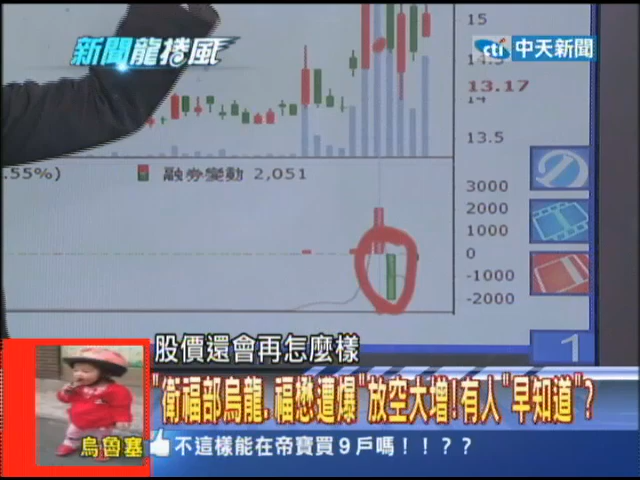 新聞龍捲風
cti 中天新聞
15
14.5
13.17
14
13.5
.55%)
融券變動 2,051
3000
2000
1000
0
-1000
-2000
1
股價還會再怎麼樣
"衛福部烏龍.福懋遭爆"放空大增!有人"早知道"?
烏魯塞
不這樣能在帝寶買9戶嗎!!??